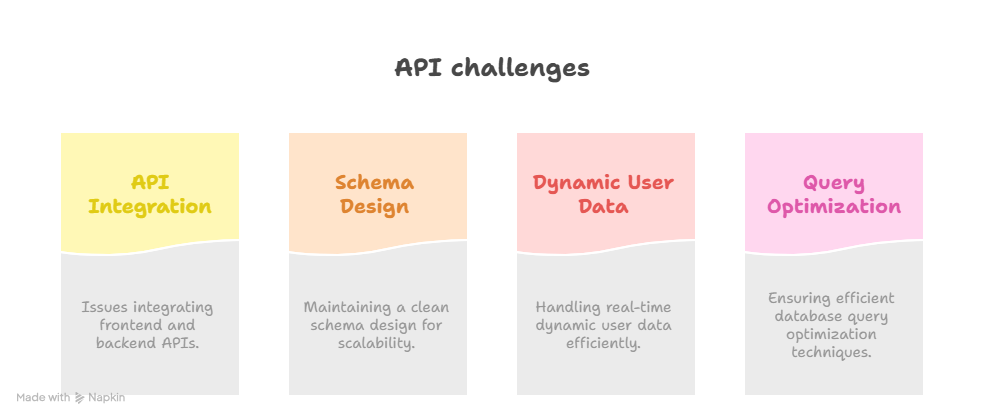 API challenges
API
Integration
Issues integrating
frontend and
backend APIs.
Schema
Design
Maintaining a clean
schema design for
scalability.
Dynamic User
Data
Handling real-time
dynamic user data
efficiently.
Query
Optimization
Ensuring efficient
database query
optimization
techniques.
Made with Napkin